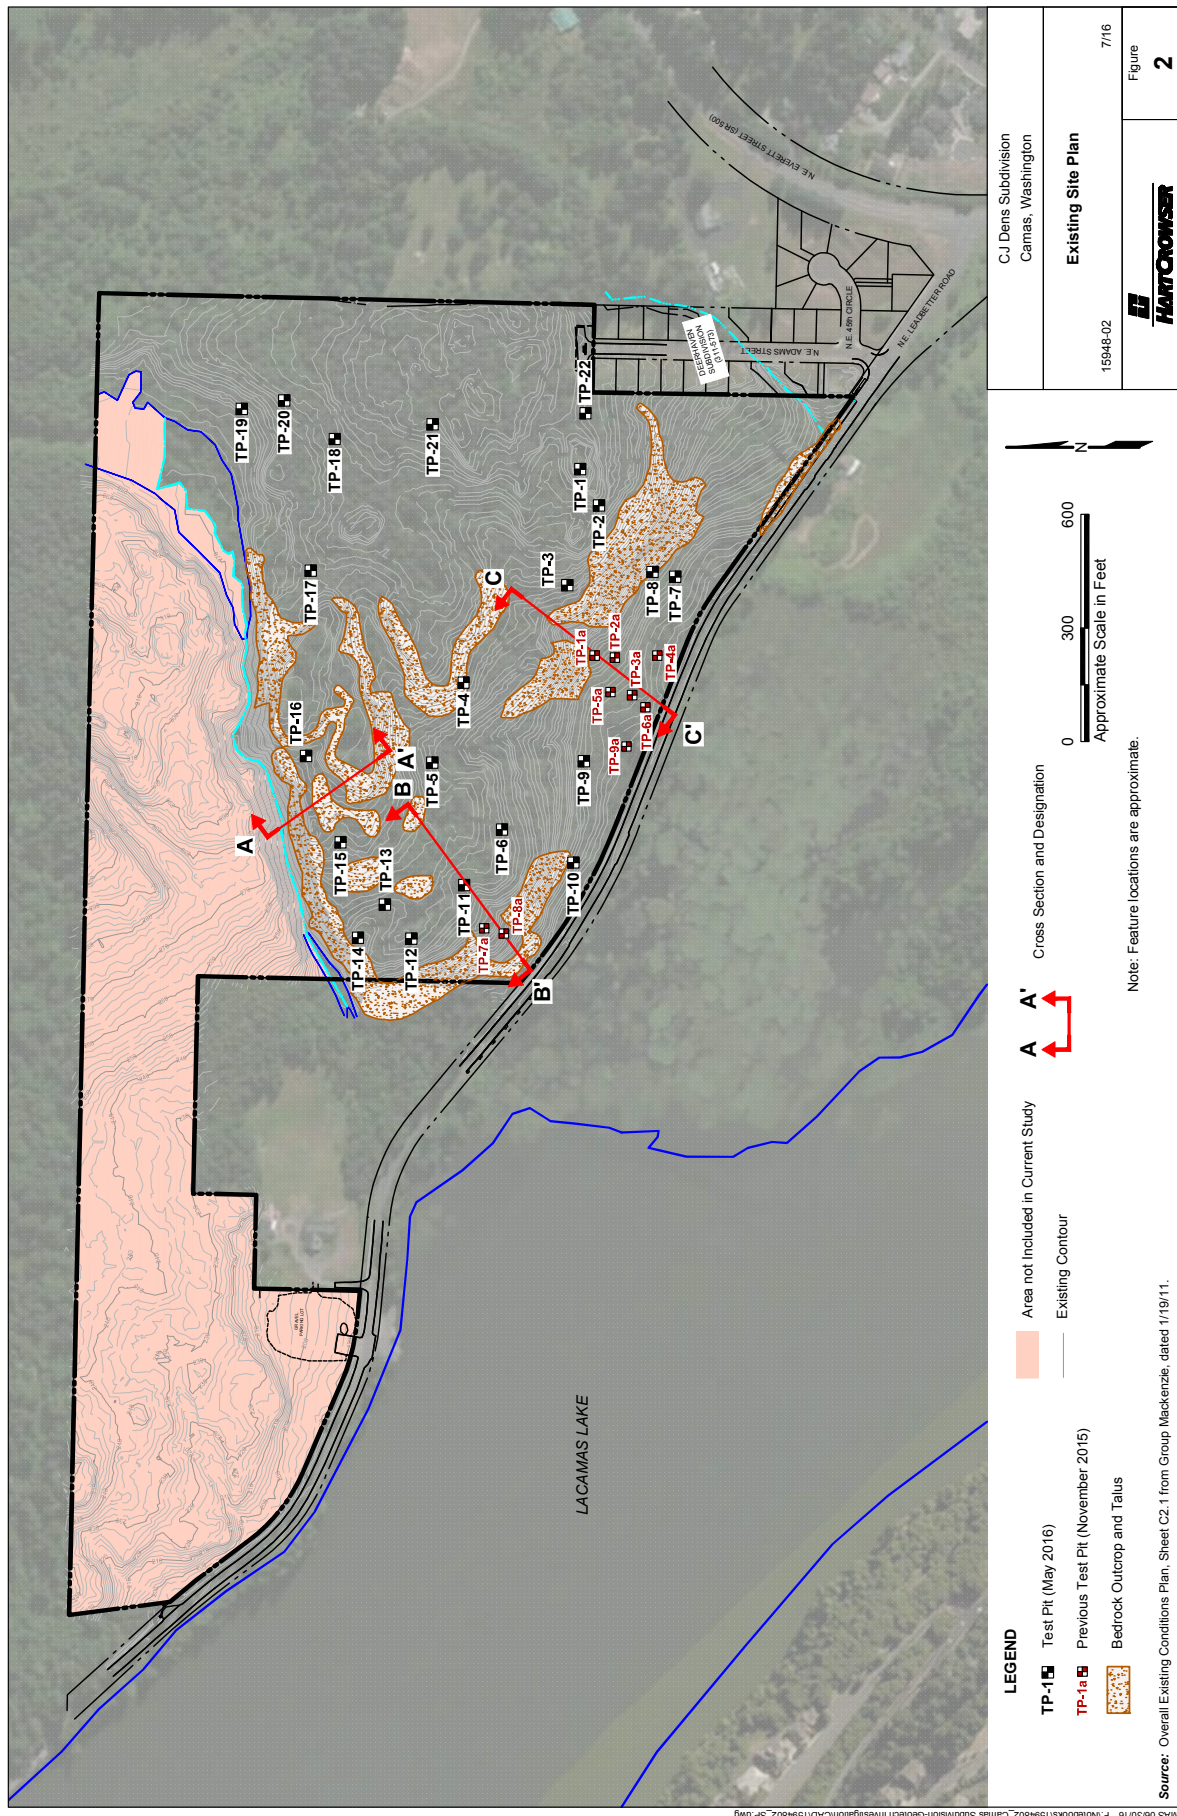 TP-19
TP-20
TP-18
TP-21
TP-22
TP-17
TP-1
TP-2
TP-3
TP-8
TP-7
TP-16
TP-4
TP-5
TP-15
TP-13
TP-14
TP-12
TP-11
TP-6
TP-9
TP-10
TP-1a
TP-2a
TP-3a
TP-4a
TP-5a
TP-6a
TP-9a
TP-7a
TP-8a
A
A'
B
B'
C
C'
N.E. EVERETT STREET (SR 500)
DEERHAVEN
SUBDIVISION
(311-573)
N.E. ADAMS STREET
N.E. 45th CIRCLE
N.E. LEADBETTER ROAD
GRAVEL
PARKING LOT
LACAMAS LAKE
LEGEND
TP-1 Test Pit (May 2016)
TP-1a Previous Test Pit (November 2015)
Bedrock Outcrop and Talus
Area not Included in Current Study
Existing Contour
A A'
Cross Section and Designation
0 300 600
Approximate Scale in Feet
N
Note: Feature locations are approximate.
Source: Overall Existing Conditions Plan, Sheet C2.1 from Group Mackenzie, dated 1/19/11.
CJ Dens Subdivision
Camas, Washington
Existing Site Plan
15948-02 7/16
HARTCROWSER
Figure
2